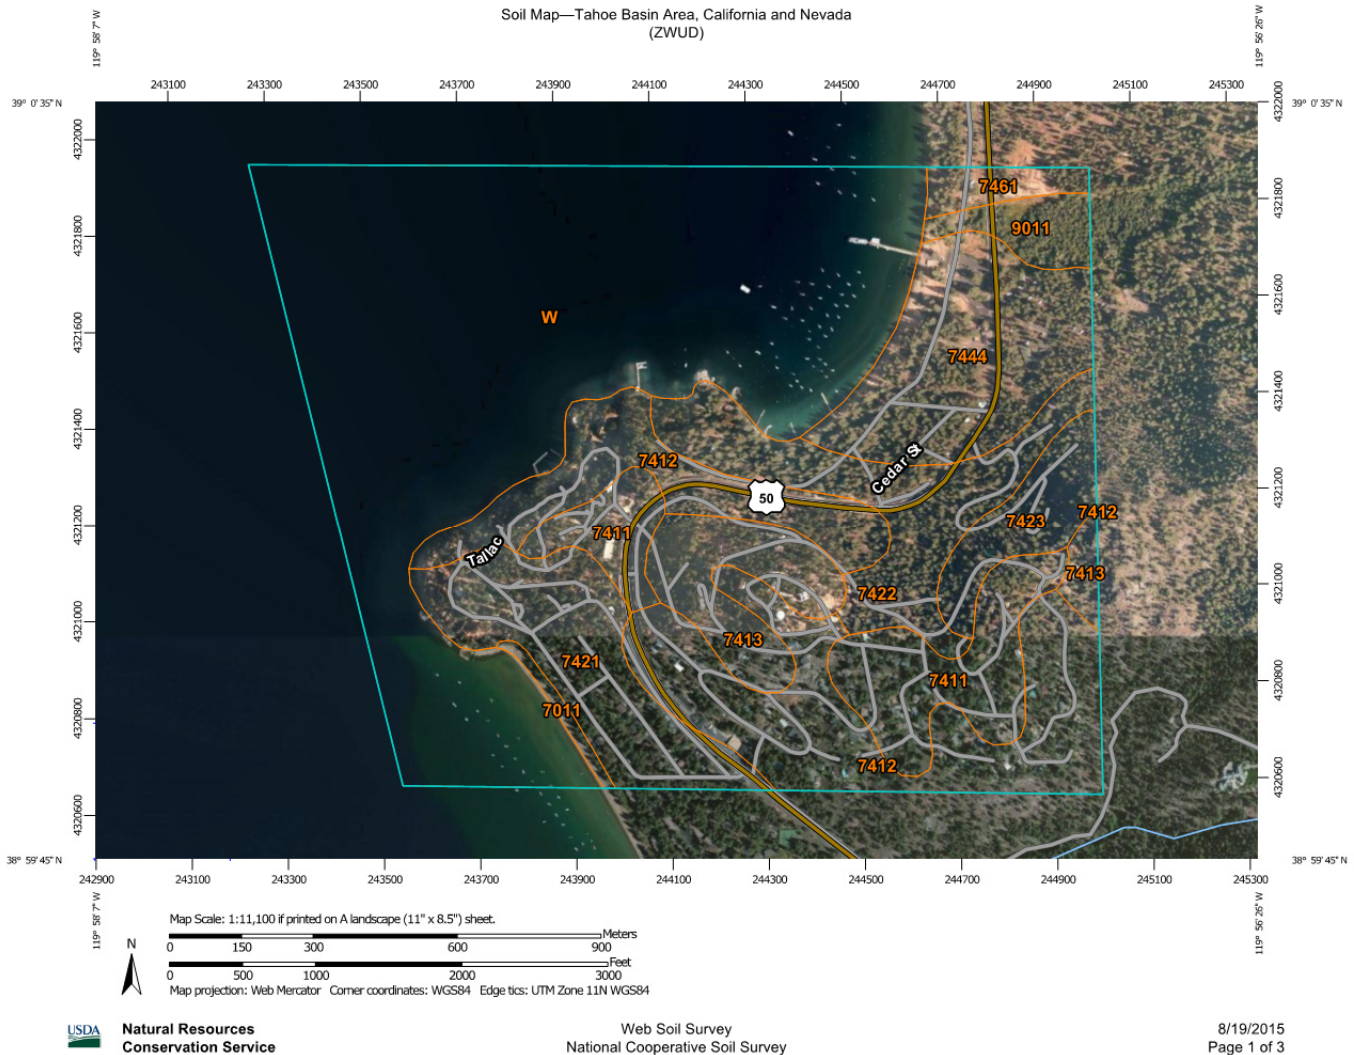 Soil Map—Tahoe Basin Area, California and Nevada
(ZWUD)
119° 58' 7" W
119° 56' 26" W
243100 243300 243500 243700 243900 244100 244300 244500 244700 244900 245100 245300
39° 0' 35" N
39° 0' 35" N
4322000
4321800
4321600
4321400
4321200
4321000
4320800
4320600
4322000
4321800
4321600
4321400
4321200
4321000
4320800
4320600
7461
9011
W
7444
7412
Cedar St
50
7411
7423
7412
Tallac
7413
7422
7413
7421
7411
7011
7412
38° 59' 45" N
38° 59' 45" N
242900 243100 243300 243500 243700 243900 244100 244300 244500 244700 244900 245100 245300
119° 58' 7" W
119° 56' 26" W
Map Scale: 1:11,100 if printed on A landscape (11" x 8.5") sheet.
N
Meters
0 150 300 600 900
Feet
0 500 1000 2000 3000
Map projection: Web Mercator Corner coordinates: WGS84 Edge tics: UTM Zone 11N WGS84
USDA
Natural Resources
Conservation Service
Web Soil Survey
National Cooperative Soil Survey
8/19/2015
Page 1 of 3